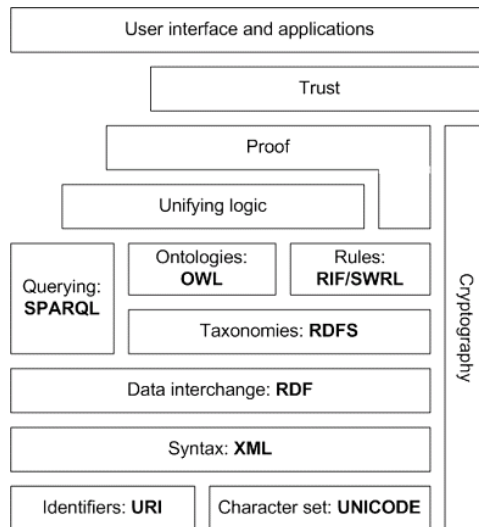 User interface and applications
Trust
Proof
Unifying logic
Querying:
SPARQL
Ontologies:
OWL
Rules:
RIF/SWRL
Taxonomies: RDFS
Data interchange: RDF
Syntax: XML
Identifiers: URI
Character set: UNICODE
Cryptography